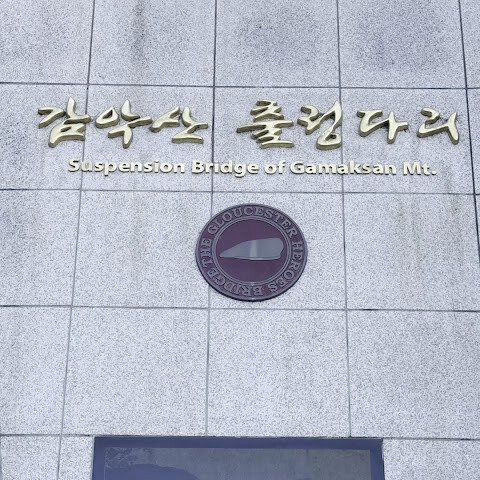 감악산 출렁다리
Suspension Bridge of Gamaksan Mt.
THE GLOUCESTER HEROES BRIDGE